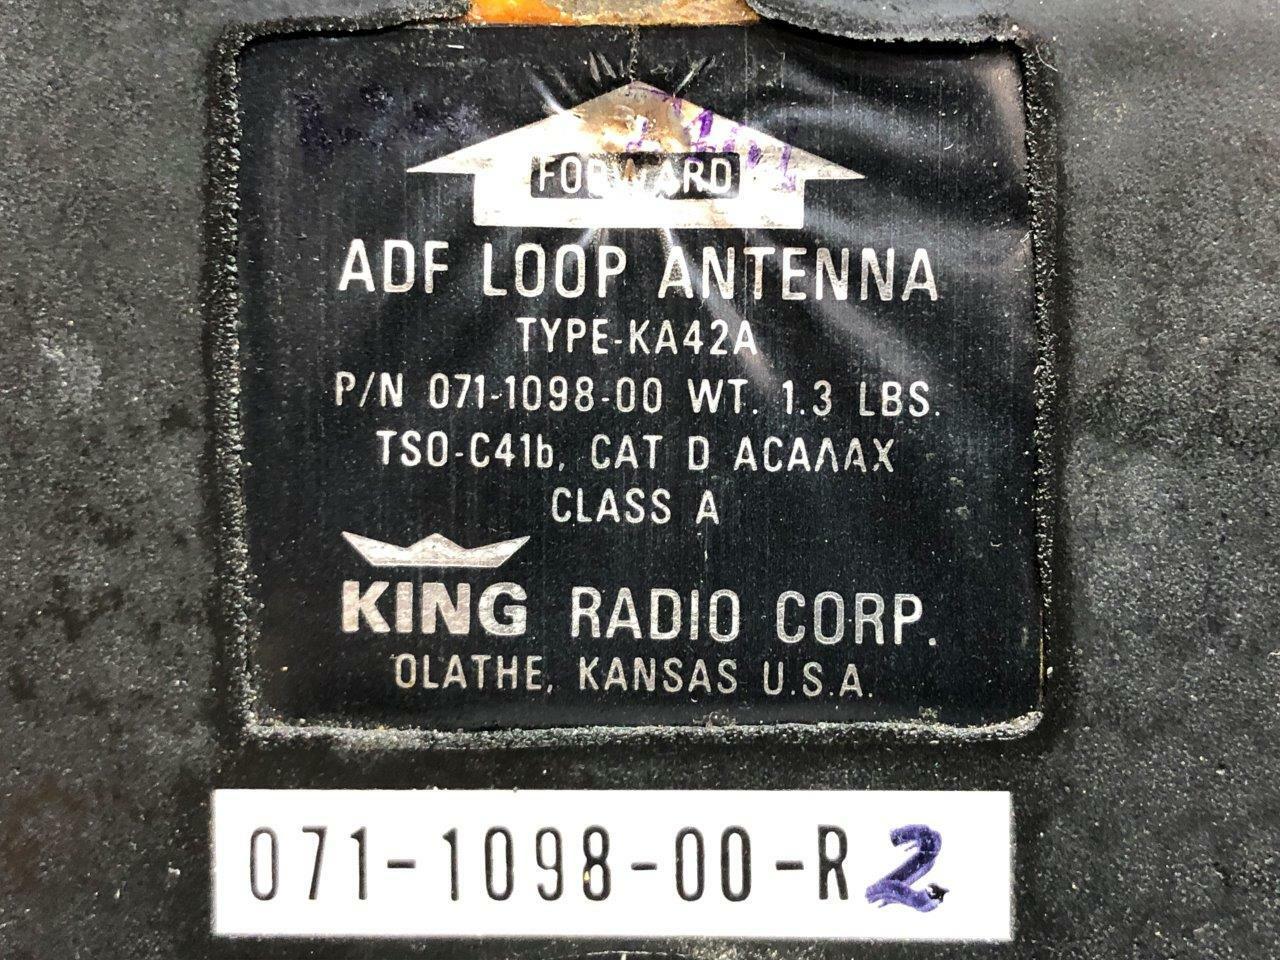 FORWARD
ADF LOOP ANTENNA
TYPE-KA42A
P/N 071-1098-00 WT. 1.3 LBS.
TSO-C41b, CAT D ACAΛAX
CLASS A
KING RADIO CORP.
OLATHE, KANSAS U.S.A.
071-1098-00-R2